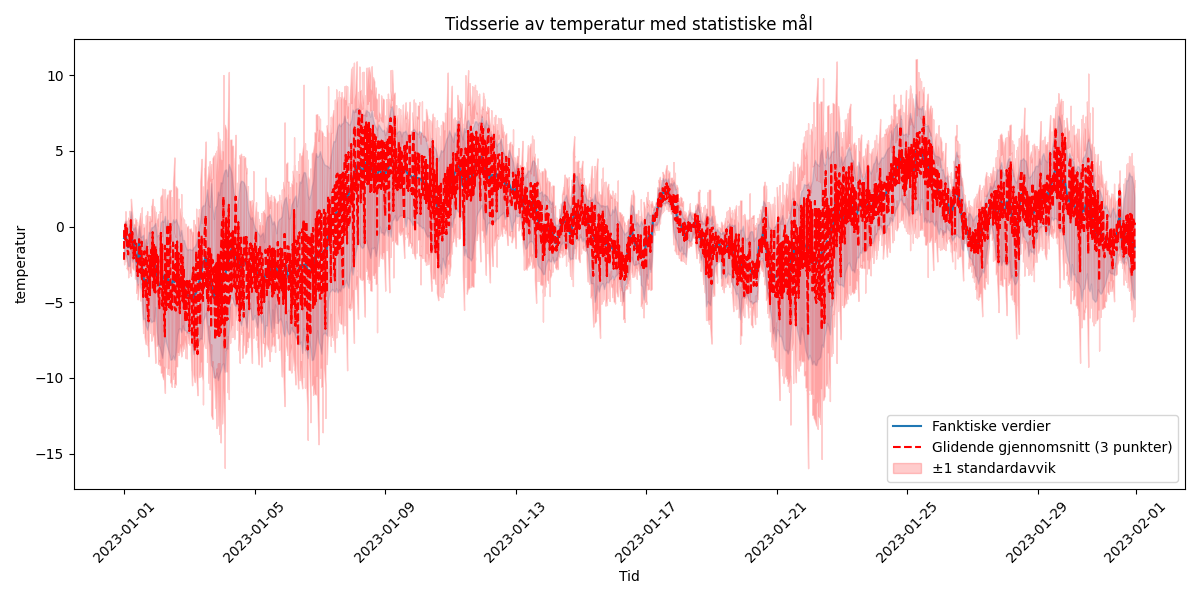 Tidsserie av temperatur med statistiske mål
temperatur
10
5
0
−5
−10
−15
Fanktiske verdier
Glidende gjennomsnitt (3 punkter)
±1 standardavvik
2023-01-01
2023-01-05
2023-01-09
2023-01-13
2023-01-17
2023-01-21
2023-01-25
2023-01-29
2023-02-01
Tid